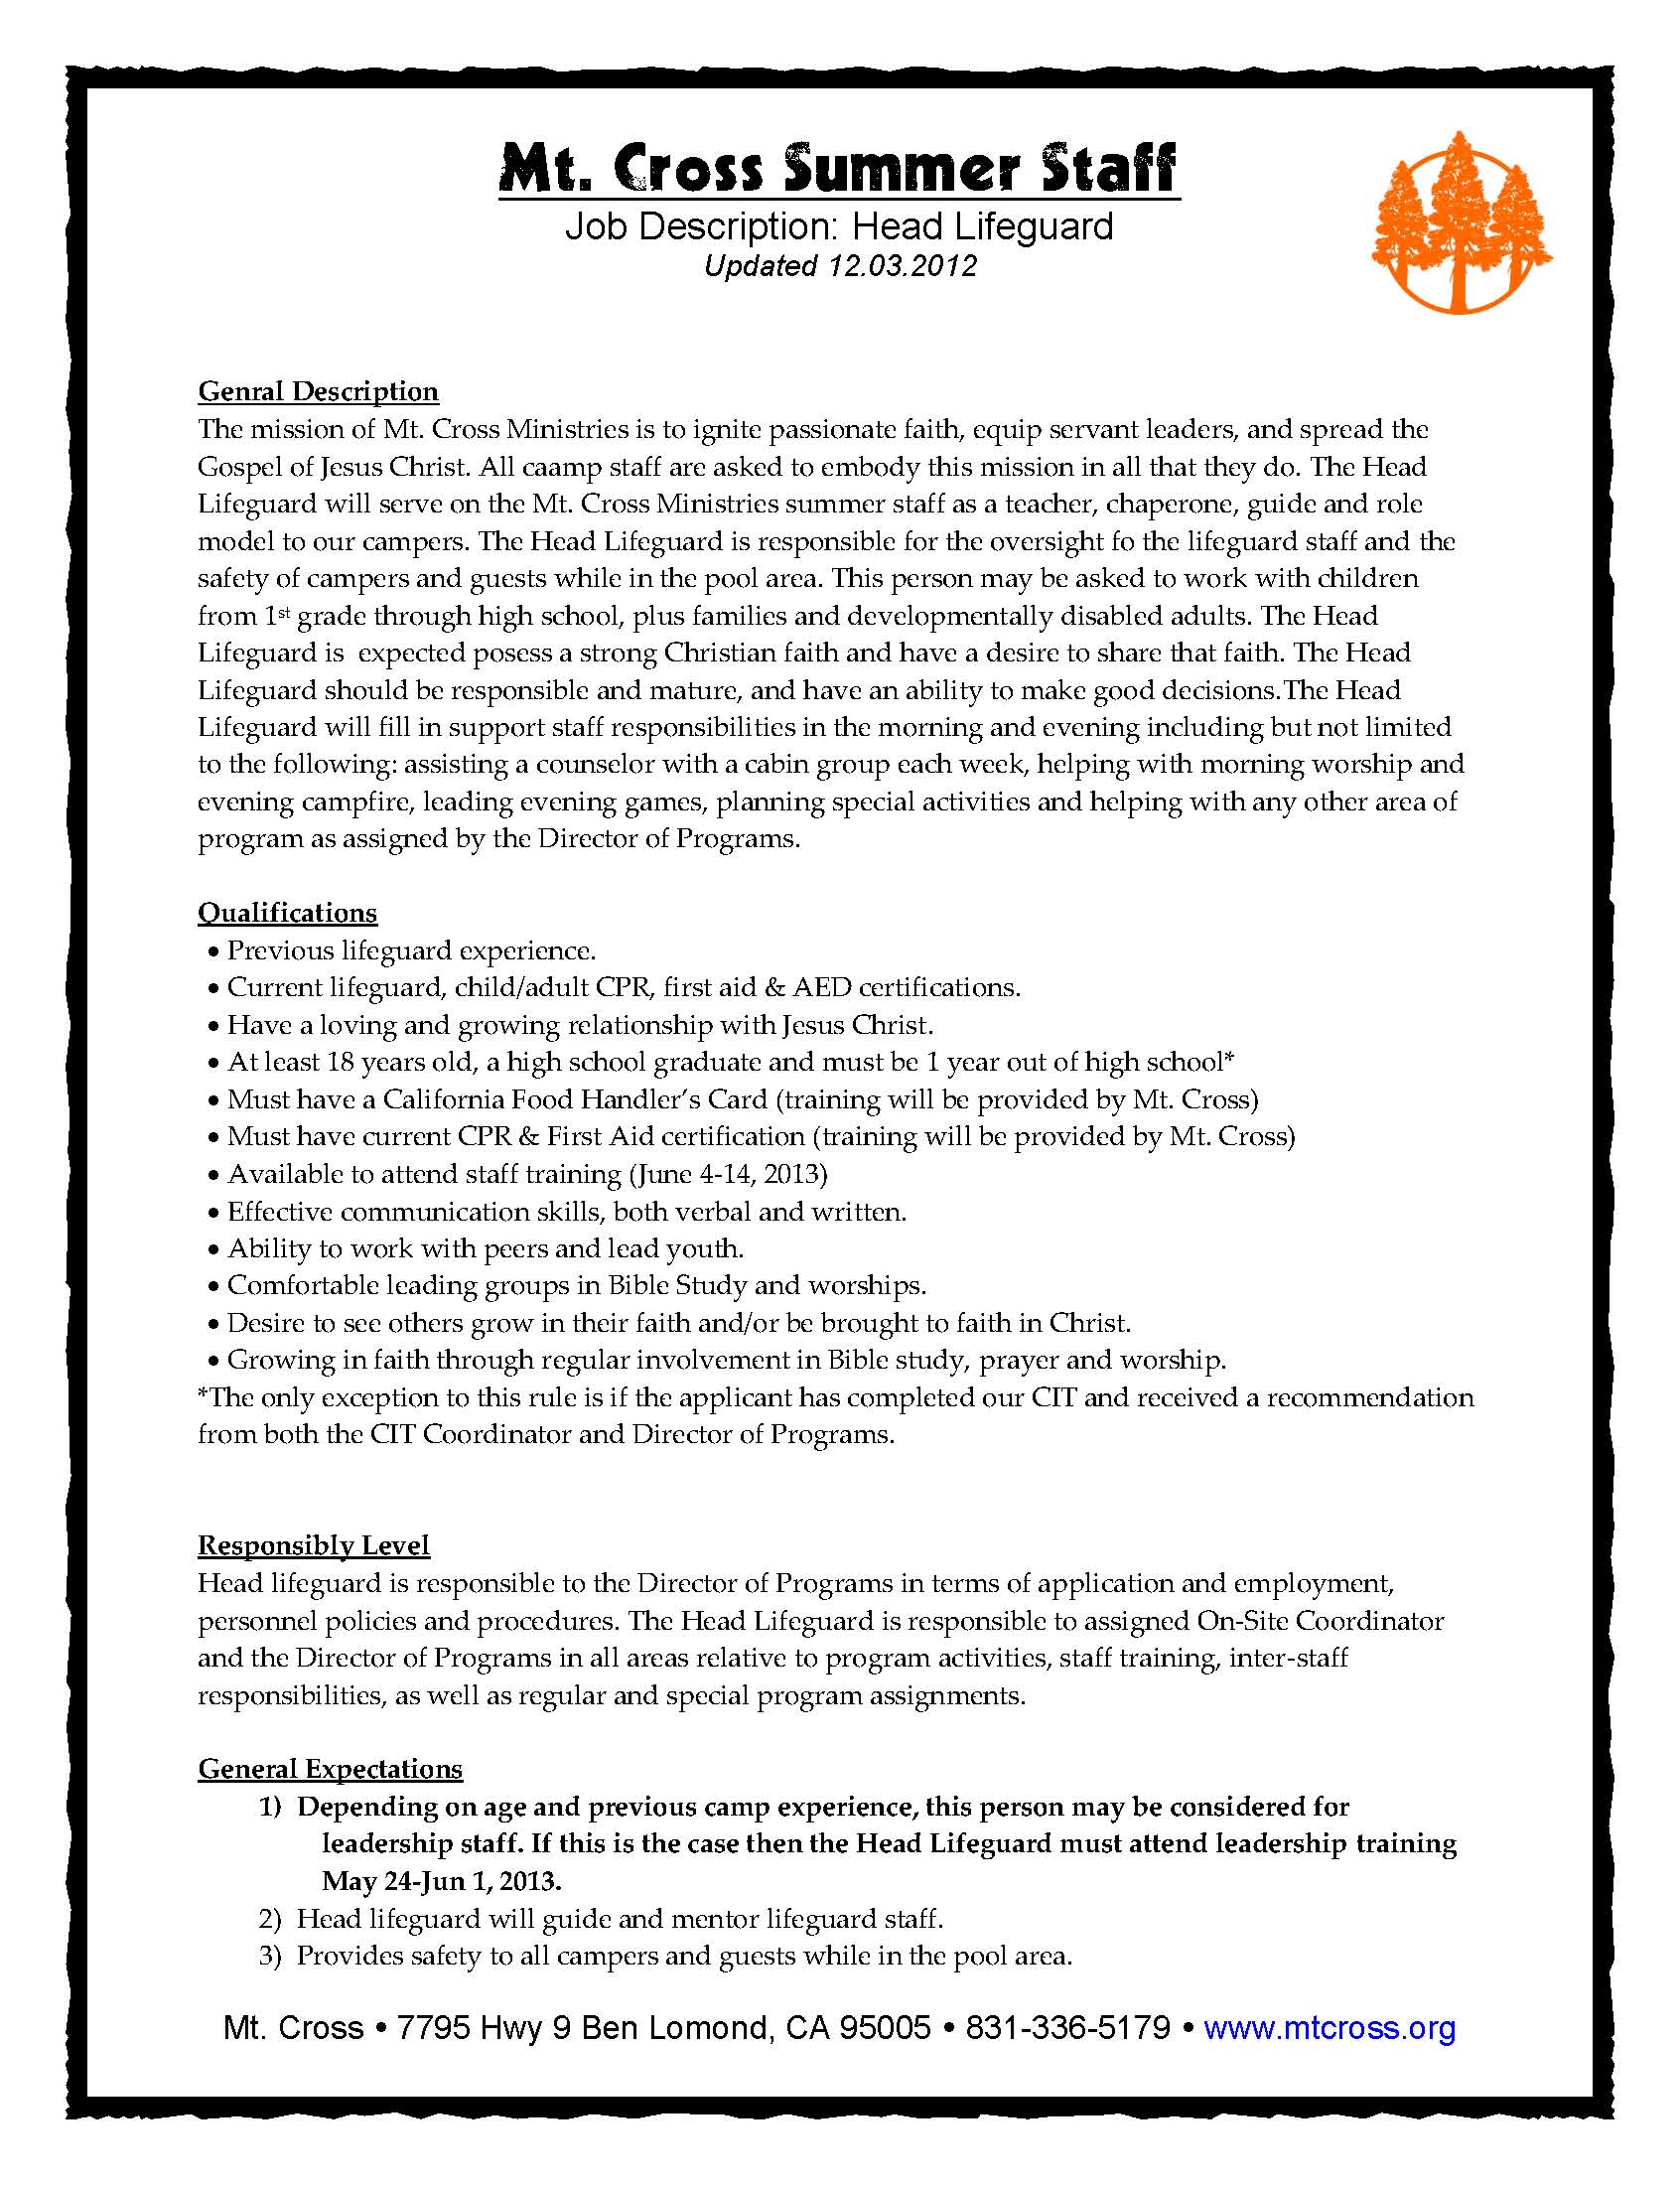 Mt. Cross Summer Staff
Job Description: Head Lifeguard
Updated 12.03.2012
Genral Description
The mission of Mt. Cross Ministries is to ignite passionate faith, equip servant leaders, and spread the
Gospel of Jesus Christ. All caamp staff are asked to embody this mission in all that they do. The Head
Lifeguard will serve on the Mt. Cross Ministries summer staff as a teacher, chaperone, guide and role
model to our campers. The Head Lifeguard is responsible for the oversight fo the lifeguard staff and the
safety of campers and guests while in the pool area. This person may be asked to work with children
from 1st grade through high school, plus families and developmentally disabled adults. The Head
Lifeguard is  expected posess a strong Christian faith and have a desire to share that faith. The Head
Lifeguard should be responsible and mature, and have an ability to make good decisions.The Head
Lifeguard will fill in support staff responsibilities in the morning and evening including but not limited
to the following: assisting a counselor with a cabin group each week, helping with morning worship and
evening campfire, leading evening games, planning special activities and helping with any other area of
program as assigned by the Director of Programs.
Qualifications
• Previous lifeguard experience.
• Current lifeguard, child/adult CPR, first aid & AED certifications.
• Have a loving and growing relationship with Jesus Christ.
• At least 18 years old, a high school graduate and must be 1 year out of high school*
• Must have a California Food Handler's Card (training will be provided by Mt. Cross)
• Must have current CPR & First Aid certification (training will be provided by Mt. Cross)
• Available to attend staff training (June 4-14, 2013)
• Effective communication skills, both verbal and written.
• Ability to work with peers and lead youth.
• Comfortable leading groups in Bible Study and worships.
• Desire to see others grow in their faith and/or be brought to faith in Christ.
• Growing in faith through regular involvement in Bible study, prayer and worship.
*The only exception to this rule is if the applicant has completed our CIT and received a recommendation
from both the CIT Coordinator and Director of Programs.
Responsibly Level
Head lifeguard is responsible to the Director of Programs in terms of application and employment,
personnel policies and procedures. The Head Lifeguard is responsible to assigned On-Site Coordinator
and the Director of Programs in all areas relative to program activities, staff training, inter-staff
responsibilities, as well as regular and special program assignments.
General Expectations
1) Depending on age and previous camp experience, this person may be considered for
leadership staff. If this is the case then the Head Lifeguard must attend leadership training
May 24-Jun 1, 2013.
2) Head lifeguard will guide and mentor lifeguard staff.
3) Provides safety to all campers and guests while in the pool area.
Mt. Cross • 7795 Hwy 9 Ben Lomond, CA 95005 • 831-336-5179 • www.mtcross.org